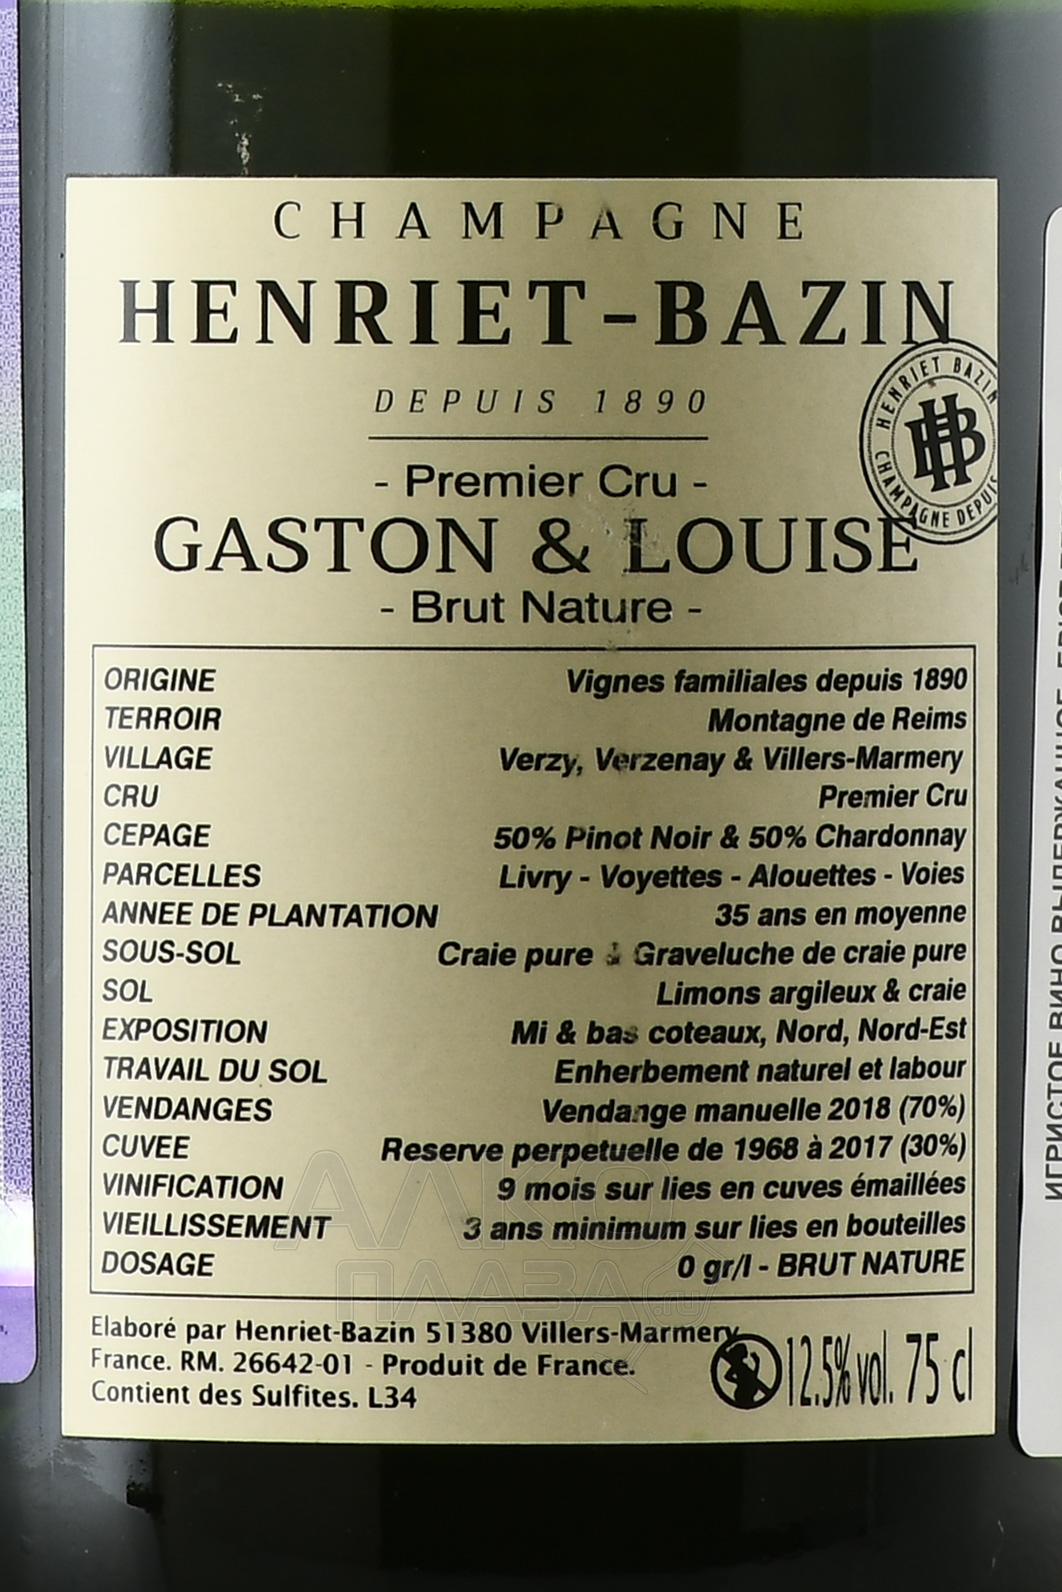 CHAMPAGNE
HENRIET-BAZIN
DEPUIS 1890
HENRIET BAZIN
HB
CHAMPAGNE DEPUIS
- Premier Cru -
GASTON & LOUISE
- Brut Nature -
ORIGINE Vignes familiales depuis 1890
TERROIR Montagne de Reims
VILLAGE Verzy, Verzenay & Villers-Marmery
CRU Premier Cru
CEPAGE 50% Pinot Noir & 50% Chardonnay
PARCELLES Livry - Voyettes - Alouettes - Voies
ANNEE DE PLANTATION 35 ans en moyenne
SOUS-SOL Craie pure Graveluche de craie pure
SOL Limons argileux & craie
EXPOSITION Mi & bas coteaux, Nord, Nord-Est
TRAVAIL DU SOL Enherbement naturel et labour
VENDANGES Vendange manuelle 2018 (70%)
CUVEE Reserve perpetuelle de 1968 à 2017 (30%)
VINIFICATION 9 mois sur lies en cuves émaillées
VIEILLISSEMENT 3 ans minimum sur lies en bouteilles
DOSAGE 0 gr/l - BRUT NATURE
Elaboré par Henriet-Bazin 51380 Villers-Marmery
France. RM. 26642-01 - Produit de France.
Contient des Sulfites. L34
12.5% vol. 75 cl
АЛКО
ПЛАЗА.ru
ИГРИСТОЕ ВИНО ВЫДЕРЖАННОЕ